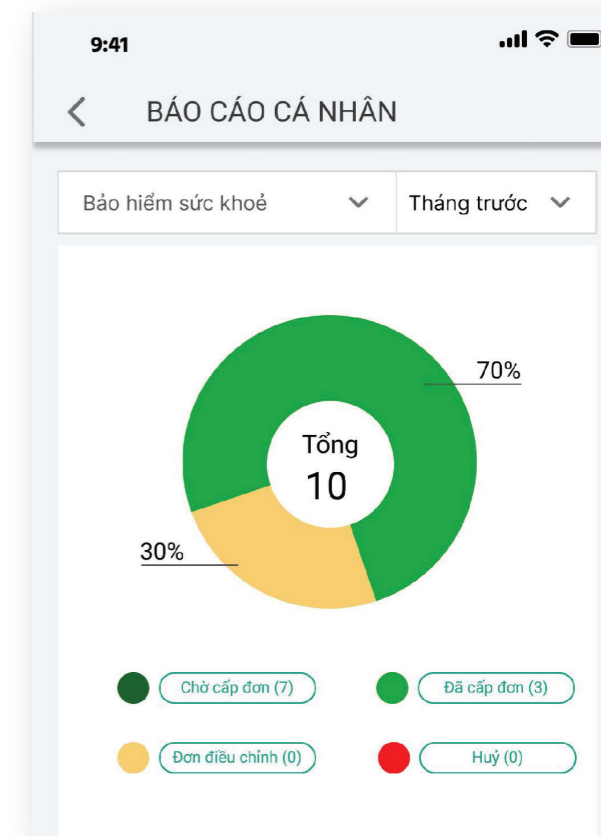 9:41
BÁO CÁO CÁ NHÂN
Bảo hiểm sức khoẻ
Tháng trước
70%
Tổng
10
30%
Chờ cấp đơn (7)
Đã cấp đơn (3)
Đơn điều chỉnh (0)
Huỷ (0)